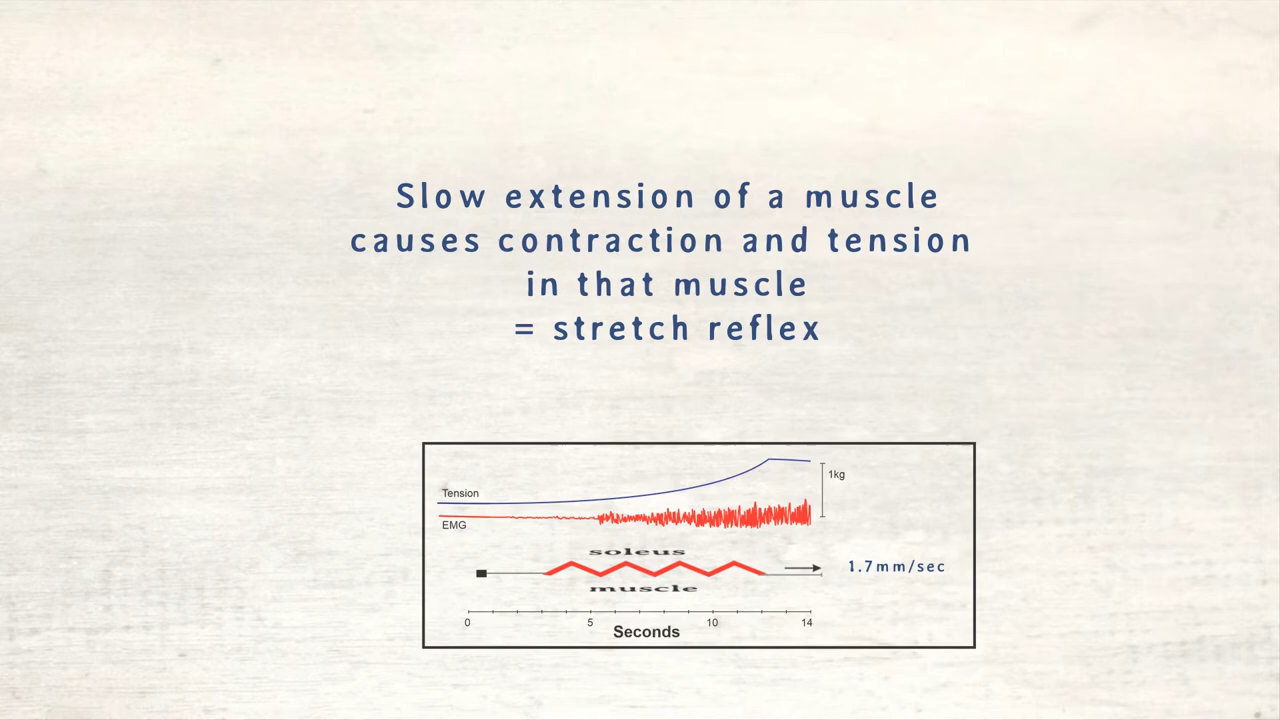 Slow extension of a muscle
causes contraction and tension
in that muscle
= stretch reflex
1kg
Tension
EMG
soleus
1.7mm/sec
muscle
0 5 10 14
Seconds